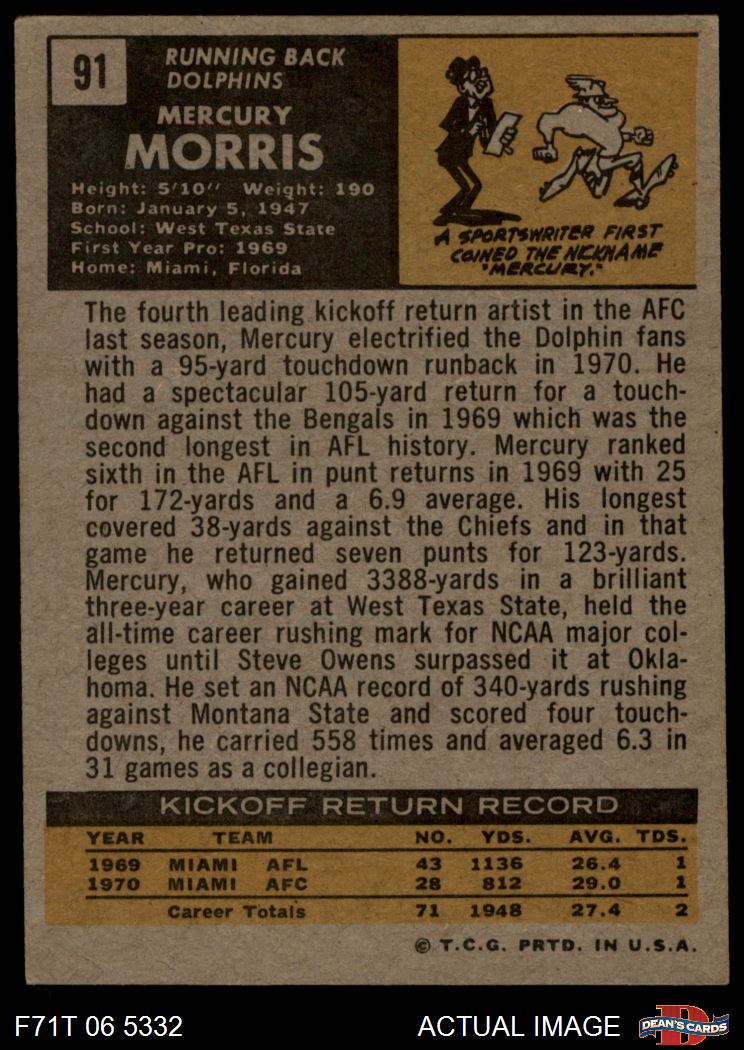 91
RUNNING BACK
DOLPHINS
MERCURY
MORRIS
Height: 5'10" Weight: 190
Born: January 5, 1947
School: West Texas State
First Year Pro: 1969
Home: Miami, Florida
A SPORTSWRITER FIRST
COINED THE NICKNAME
"MERCURY."
The fourth leading kickoff return artist in the AFC
last season, Mercury electrified the Dolphin fans
with a 95-yard touchdown runback in 1970. He
had a spectacular 105-yard return for a touch-
down against the Bengals in 1969 which was the
second longest in AFL history. Mercury ranked
sixth in the AFL in punt returns in 1969 with 25
for 172-yards and a 6.9 average. His longest
covered 38-yards against the Chiefs and in that
game he returned seven punts for 123-yards.
Mercury, who gained 3388-yards in a brilliant
three-year career at West Texas State, held the
all-time career rushing mark for NCAA major col-
leges until Steve Owens surpassed it at Okla-
homa. He set an NCAA record of 340-yards rushing
against Montana State and scored four touch-
downs, he carried 558 times and averaged 6.3 in
31 games as a collegian.
KICKOFF RETURN RECORD
YEAR TEAM NO. YDS. AVG. TDS.
1969 MIAMI AFL 43 1136 26.4 1
1970 MIAMI AFC 28 812 29.0 1
Career Totals 71 1948 27.4 2
© T.C.G. PRTD. IN U.S.A.
F71T 06 5332 ACTUAL IMAGE D DEAN'S CARDS